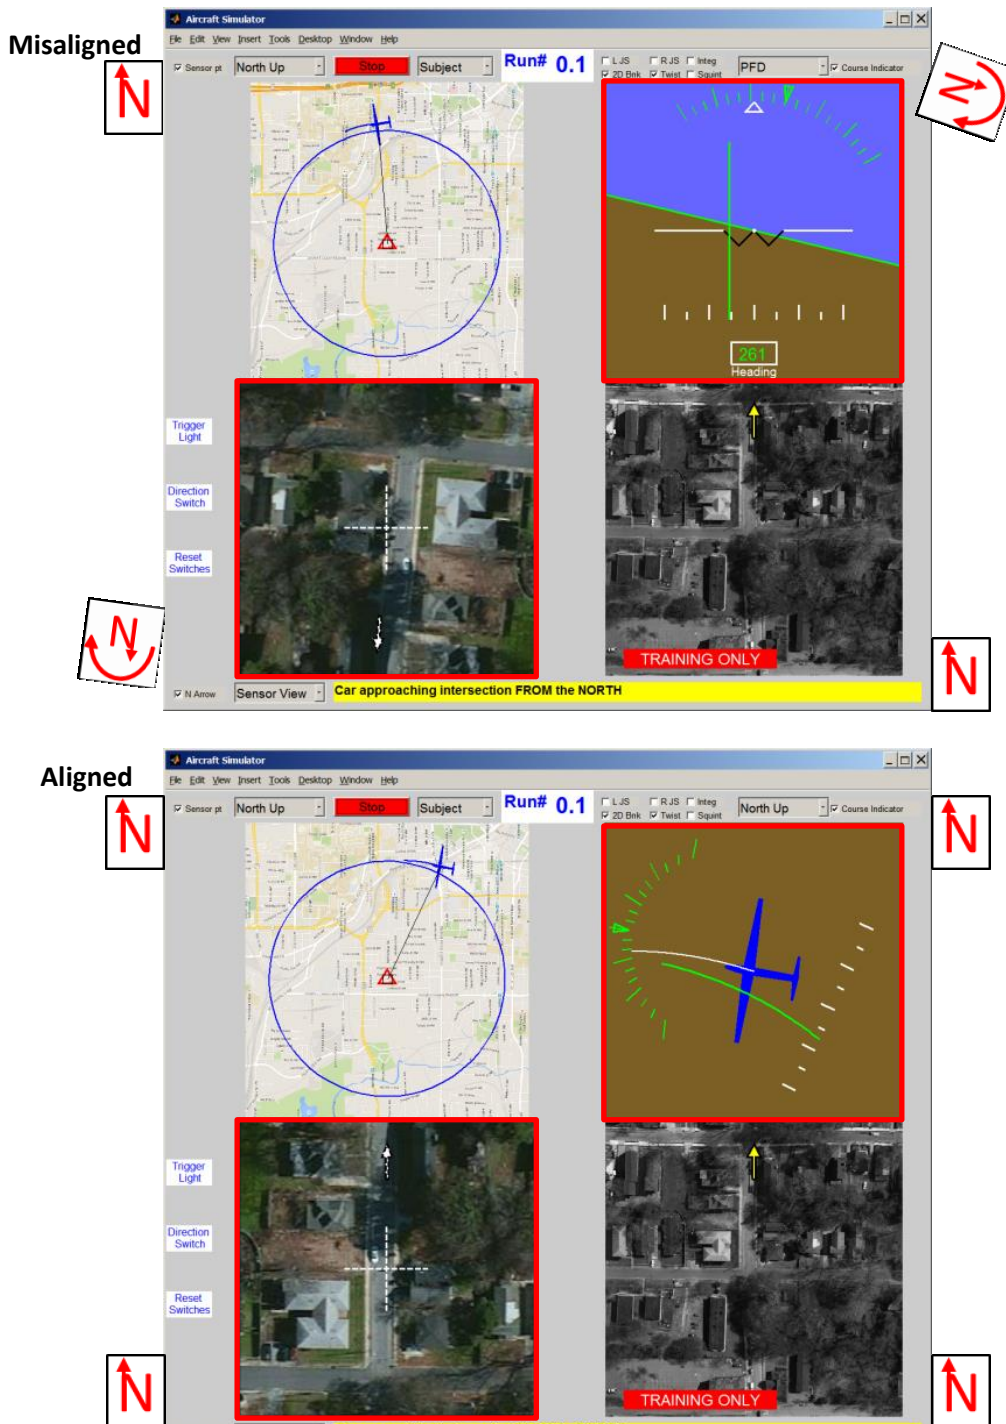 Misaligned
N
Aircraft Simulator
File Edit View Insert Tools Desktop Window Help
Sensor pt North Up Stop Subject Run# 0.1 L JS R JS Integ 2D Bnk Twist Squint PFD Course Indicator
N
261
Heading
Trigger
Light
Direction
Switch
Reset
Switches
TRAINING ONLY
N
N
N Arrow Sensor View Car approaching intersection FROM the NORTH
Aligned
N
Aircraft Simulator
File Edit View Insert Tools Desktop Window Help
Sensor pt North Up Stop Subject Run# 0.1 L JS R JS Integ 2D Bnk Twist Squint North Up Course Indicator
N
Trigger
Light
Direction
Switch
Reset
Switches
TRAINING ONLY
N
N